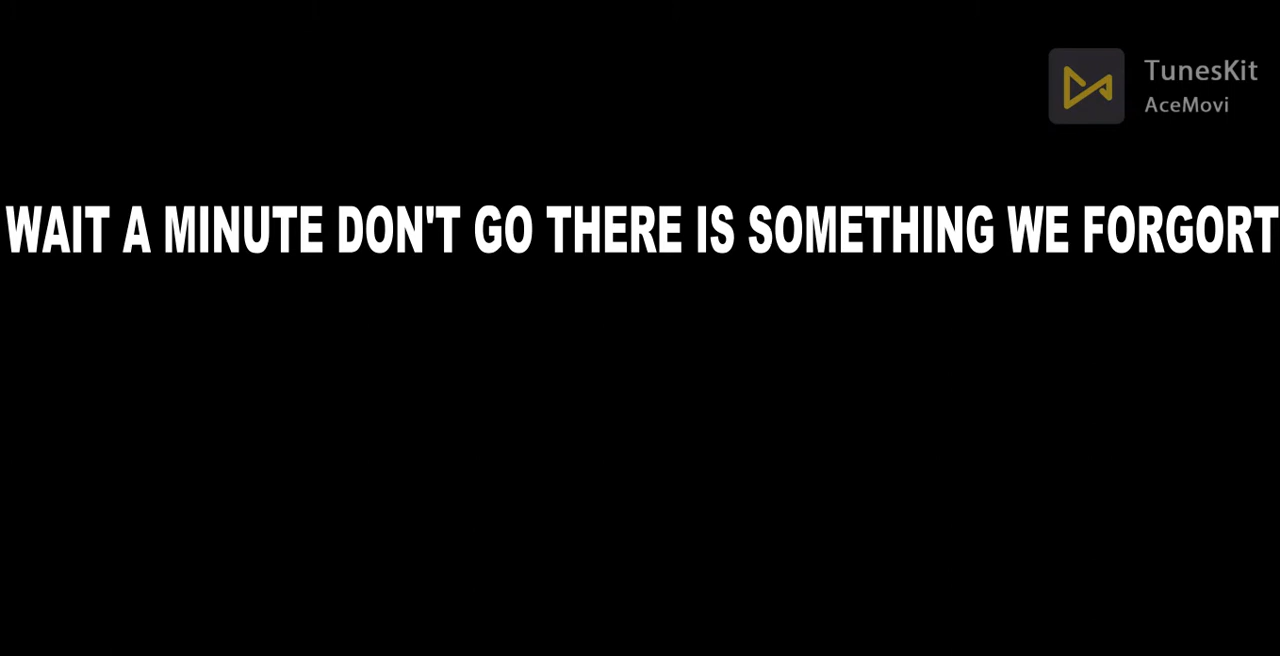 TunesKit
AceMovi
WAIT A MINUTE DON'T GO THERE IS SOMETHING WE FORGORT